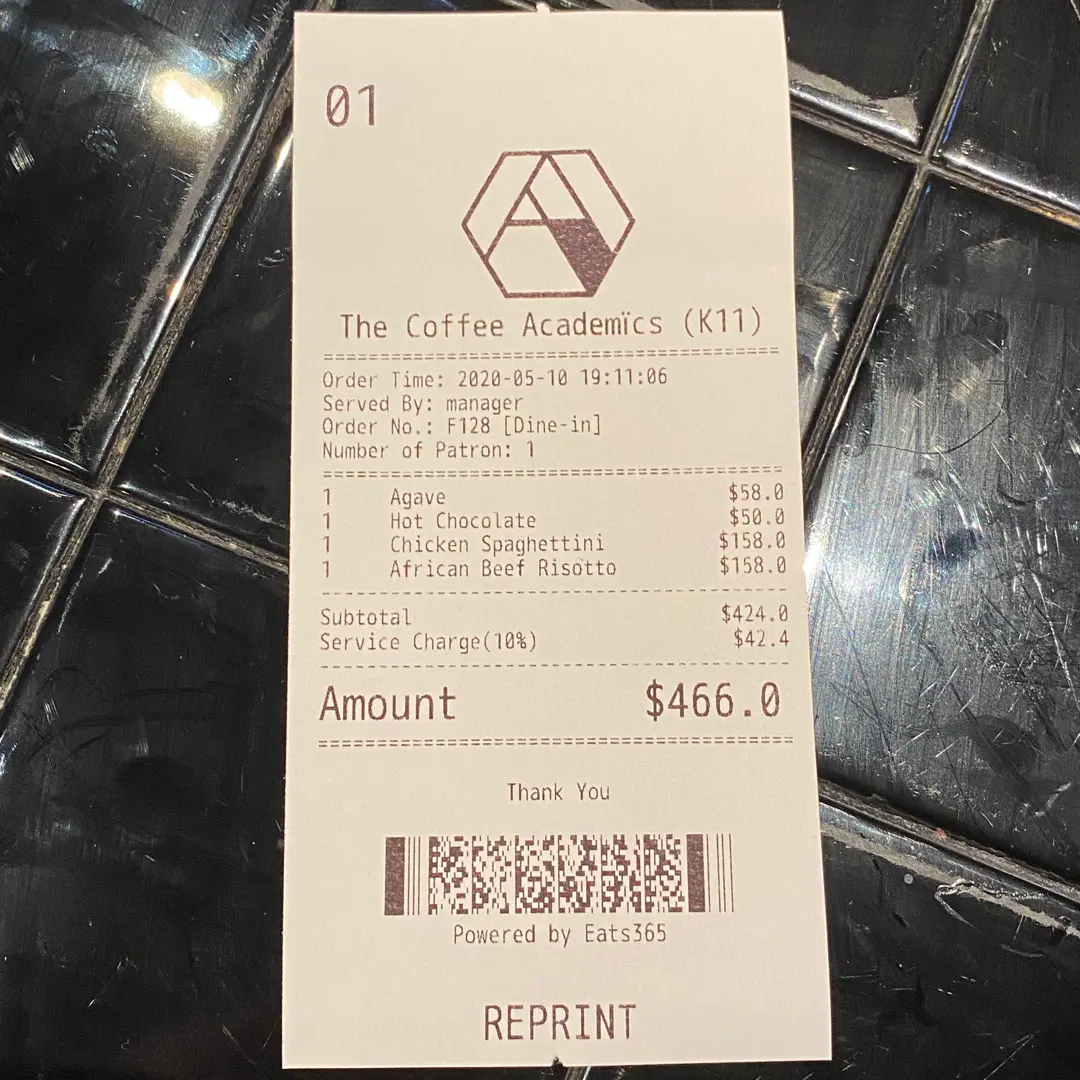 01
The Coffee Academïcs (K11)
Order Time: 2020-05-10 19:11:06
Served By: manager
Order No.: F128 [Dine-in]
Number of Patron: 1
1 Agave $58.0
1 Hot Chocolate $50.0
1 Chicken Spaghettini $158.0
1 African Beef Risotto $158.0
Subtotal $424.0
Service Charge(10%) $42.4
Amount $466.0
Thank You
Powered by Eats365
REPRINT